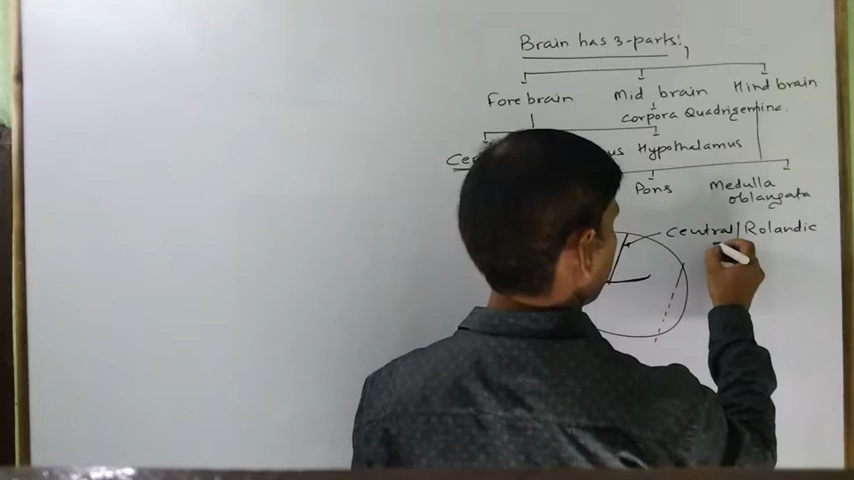 Brain has 3-parts:
Fore brain Mid brain Hind brain
Corpora Quadrigemina.
Hypothalamus
Pons Medulla oblangata
Central/Rolandic